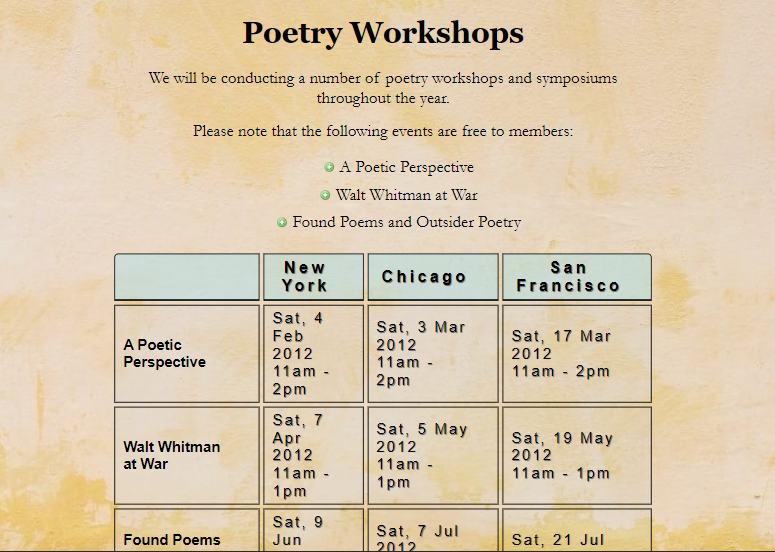 Poetry Workshops
We will be conducting a number of poetry workshops and symposiums
throughout the year.
Please note that the following events are free to members:
A Poetic Perspective
Walt Whitman at War
Found Poems and Outsider Poetry
New
York
Chicago
San
Francisco
A Poetic
Perspective
Sat, 4
Feb
2012
11am -
2pm
Sat, 3 Mar
2012
11am -
2pm
Sat, 17 Mar
2012
11am - 2pm
Walt Whitman
at War
Sat, 7
Apr
2012
11am -
1pm
Sat, 5 May
2012
11am -
1pm
Sat, 19 May
2012
11am - 1pm
Found Poems
Sat, 9
Jun
Sat, 7 Jul
2012
Sat, 21 Jul